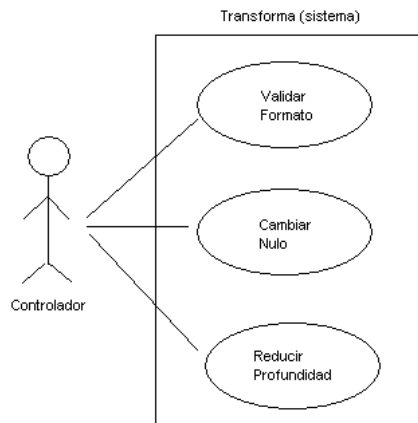 Transforma (sistema)
Validar
Formato
Cambiar
Nulo
Controlador
Reducir
Profundidad